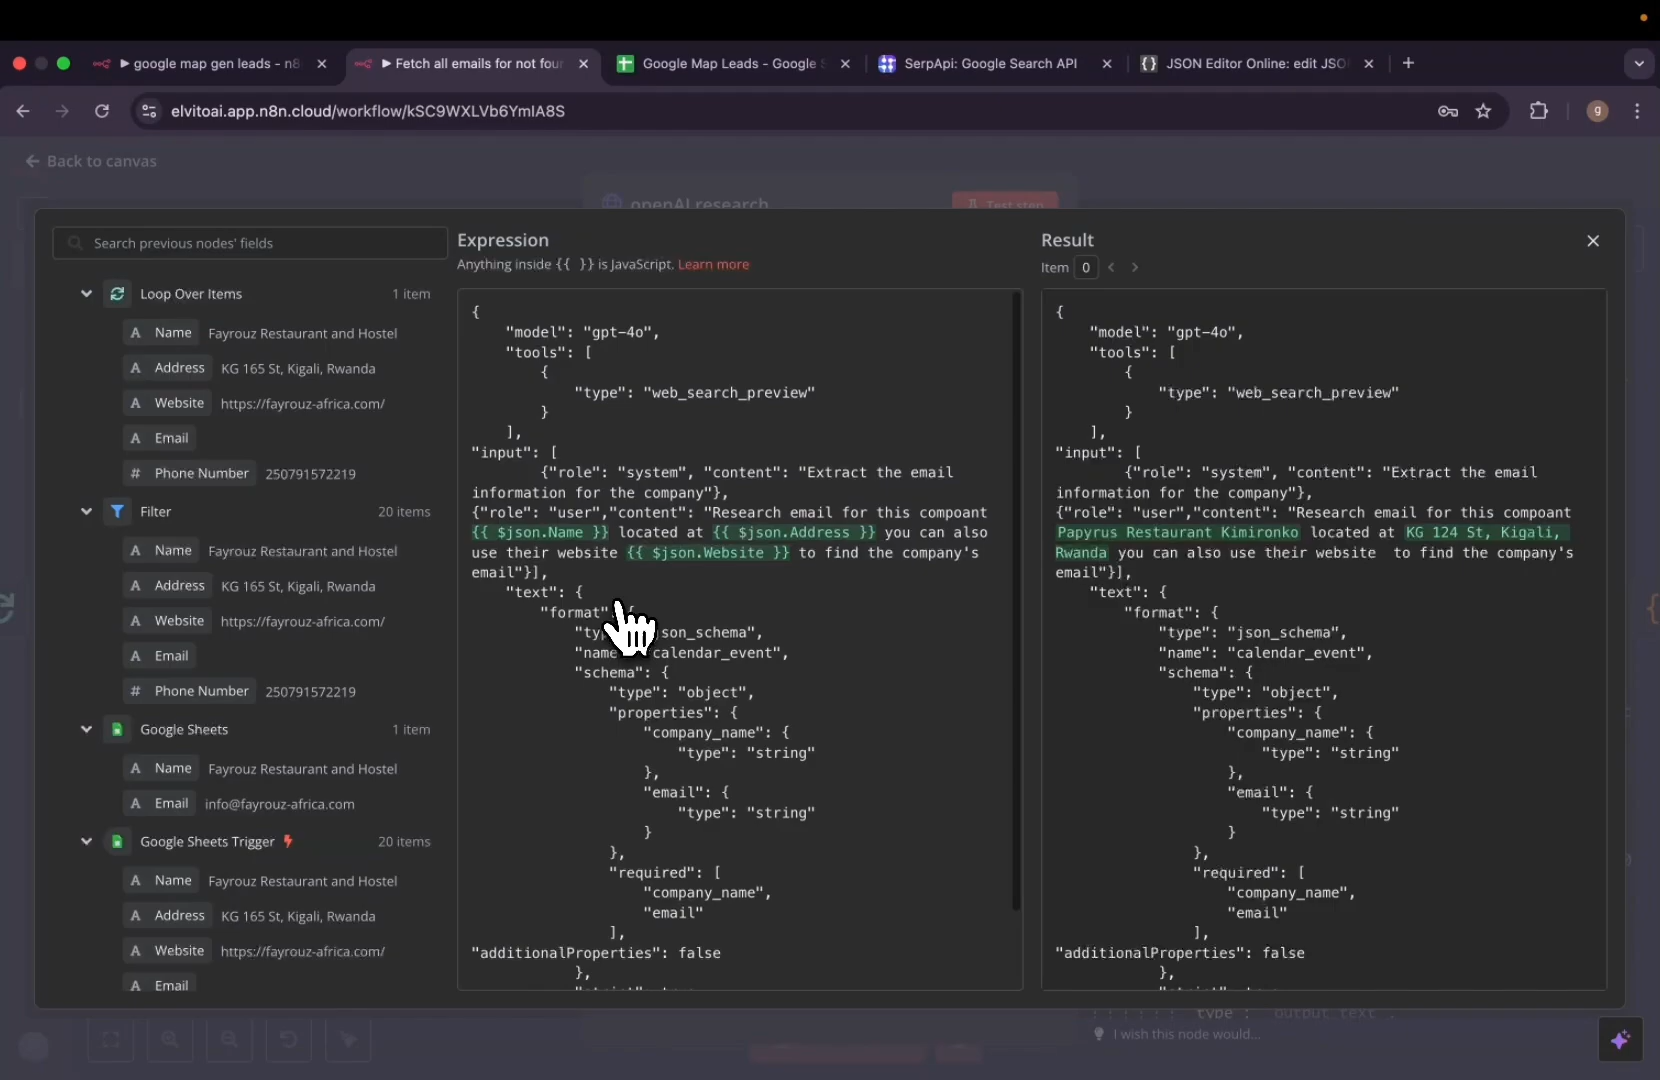 google map gen leads - n8
Fetch all emails for not four
Google Map Leads - Google S
SerpApi: Google Search API
{} JSON Editor Online: edit JSO
elvitoai.app.n8n.cloud/workflow/kSC9WXLVb6YmIA8S
g
Back to canvas
openAI research
Test step
Search previous nodes' fields
Loop Over Items 1 item
A Name Fayrouz Restaurant and Hostel
A Address KG 165 St, Kigali, Rwanda
A Website https://fayrouz-africa.com/
A Email
# Phone Number 250791572219
Filter 20 items
A Name Fayrouz Restaurant and Hostel
A Address KG 165 St, Kigali, Rwanda
A Website https://fayrouz-africa.com/
A Email
# Phone Number 250791572219
Google Sheets 1 item
A Name Fayrouz Restaurant and Hostel
A Email info@fayrouz-africa.com
Google Sheets Trigger 20 items
A Name Fayrouz Restaurant and Hostel
A Address KG 165 St, Kigali, Rwanda
A Website https://fayrouz-africa.com/
A Email
Expression
Anything inside {{ }} is JavaScript. Learn more
{
"model": "gpt-4o",
"tools": [
{
"type": "web_search_preview"
}
],
"input": [
{"role": "system", "content": "Extract the email
information for the company"},
{"role": "user","content": "Research email for this compoant
{{ $json.Name }} located at {{ $json.Address }} you can also
use their website {{ $json.Website }} to find the company's
email"}],
"text": {
"format" {
"ty json_schema",
"name calendar_event",
"schema": {
"type": "object",
"properties": {
"company_name": {
"type": "string"
},
"email": {
"type": "string"
}
},
"required": [
"company_name",
"email"
],
"additionalProperties": false
},
Result
Item 0
{
"model": "gpt-4o",
"tools": [
{
"type": "web_search_preview"
}
],
"input": [
{"role": "system", "content": "Extract the email
information for the company"},
{"role": "user","content": "Research email for this compoant
Papyrus Restaurant Kimironko located at KG 124 St, Kigali,
Rwanda you can also use their website to find the company's
email"}],
"text": {
"format": {
"type": "json_schema",
"name": "calendar_event",
"schema": {
"type": "object",
"properties": {
"company_name": {
"type": "string"
},
"email": {
"type": "string"
}
},
"required": [
"company_name",
"email"
],
"additionalProperties": false
},
type : output_text
I wish this node would...